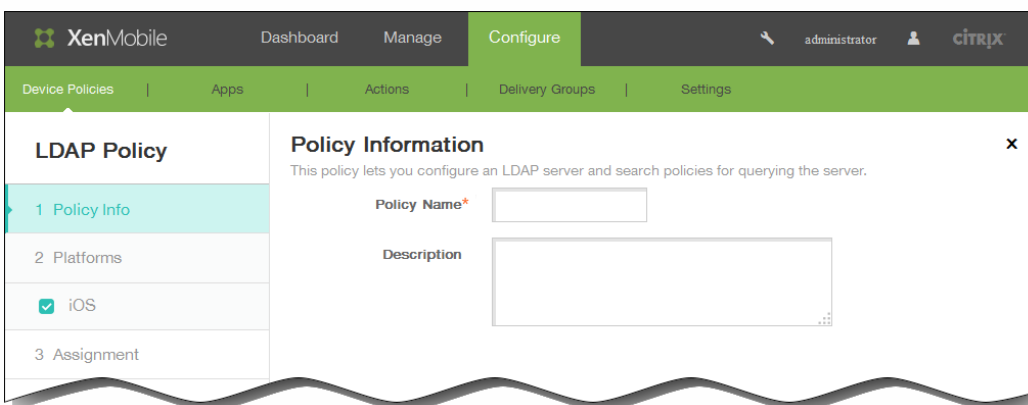 XenMobile Dashboard Manage Configure administrator CITRIX
Device Policies | Apps | Actions | Delivery Groups | Settings
LDAP Policy
1 Policy Info
2 Platforms
iOS
3 Assignment
Policy Information
x
This policy lets you configure an LDAP server and search policies for querying the server.
Policy Name*
Description